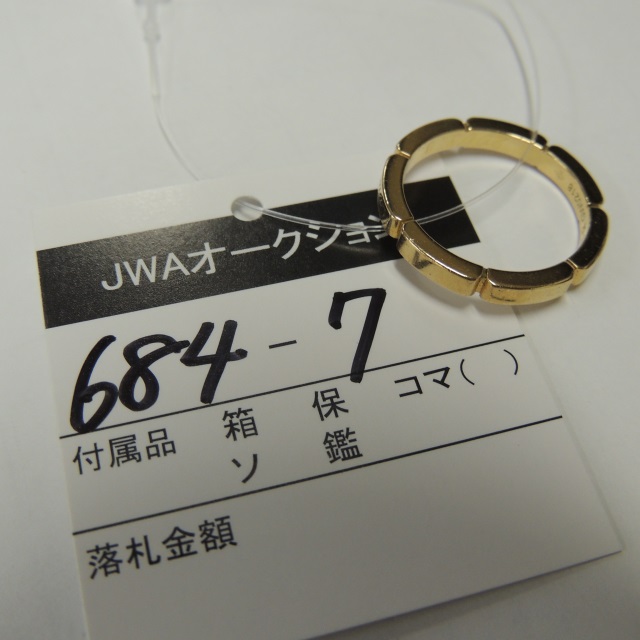 JWAオークション
684-7
付属品 箱 保 コマ( )
ソ 鑑
落札金額